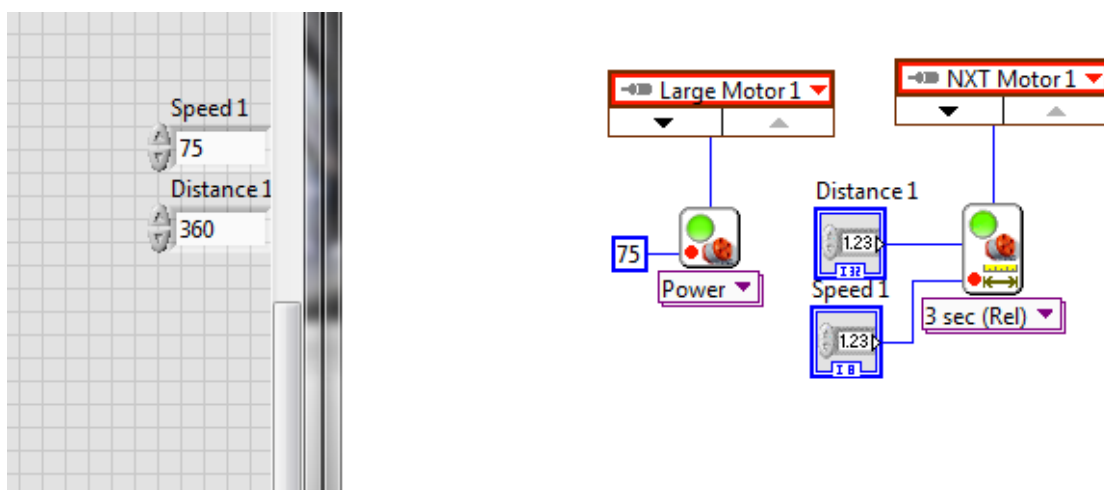 Speed 1
75
Distance 1
360
Large Motor 1
75
Power
NXT Motor 1
Distance 1
1.23
I32
Speed 1
1.23
I8
3 sec (Rel)